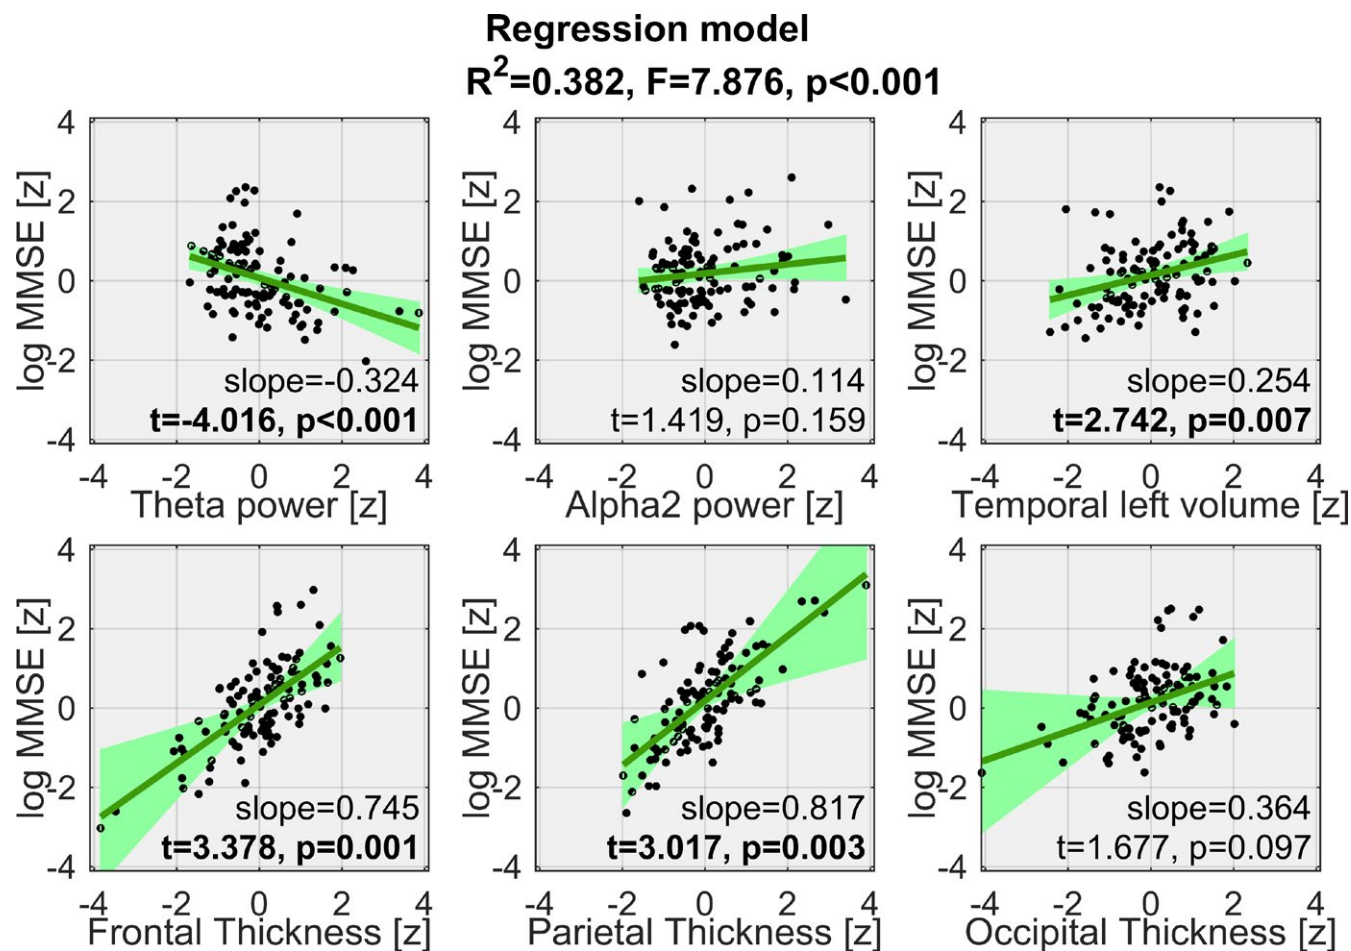 Regression model
R²=0.382, F=7.876, p<0.001
4
2
0
-2
-4
log MMSE [z]
slope=-0.324
t=-4.016, p<0.001
-4 -2 0 2 4
Theta power [z]
4
2
0
-2
-4
log MMSE [z]
slope=0.114
t=1.419, p=0.159
-4 -2 0 2 4
Alpha2 power [z]
4
2
0
-2
-4
log MMSE [z]
slope=0.254
t=2.742, p=0.007
-4 -2 0 2 4
Temporal left volume [z]
4
2
0
-2
-4
log MMSE [z]
slope=0.745
t=3.378, p=0.001
-4 -2 0 2 4
Frontal Thickness [z]
4
2
0
-2
-4
log MMSE [z]
slope=0.817
t=3.017, p=0.003
-4 -2 0 2 4
Parietal Thickness [z]
4
2
0
-2
-4
log MMSE [z]
slope=0.364
t=1.677, p=0.097
-4 -2 0 2 4
Occipital Thickness [z]